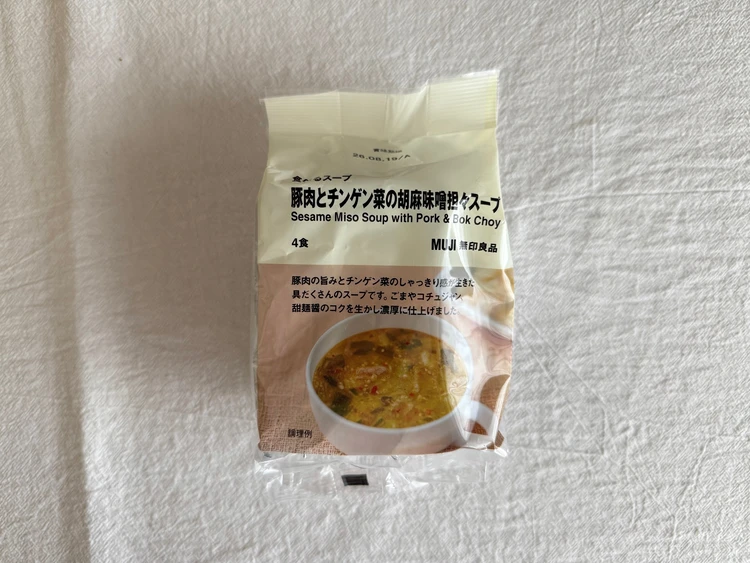 賞味期限
26.08.19/A
食べるスープ
豚肉とチンゲン菜の胡麻味噌担々スープ
Sesame Miso Soup with Pork & Bok Choy
4食
MUJI 無印良品
豚肉の旨みとチンゲン菜のしゃっきり感が生きた
具だくさんのスープです。ごまやコチュジャン、
甜麺醤のコクを生かし濃厚に仕上げました。
調理例